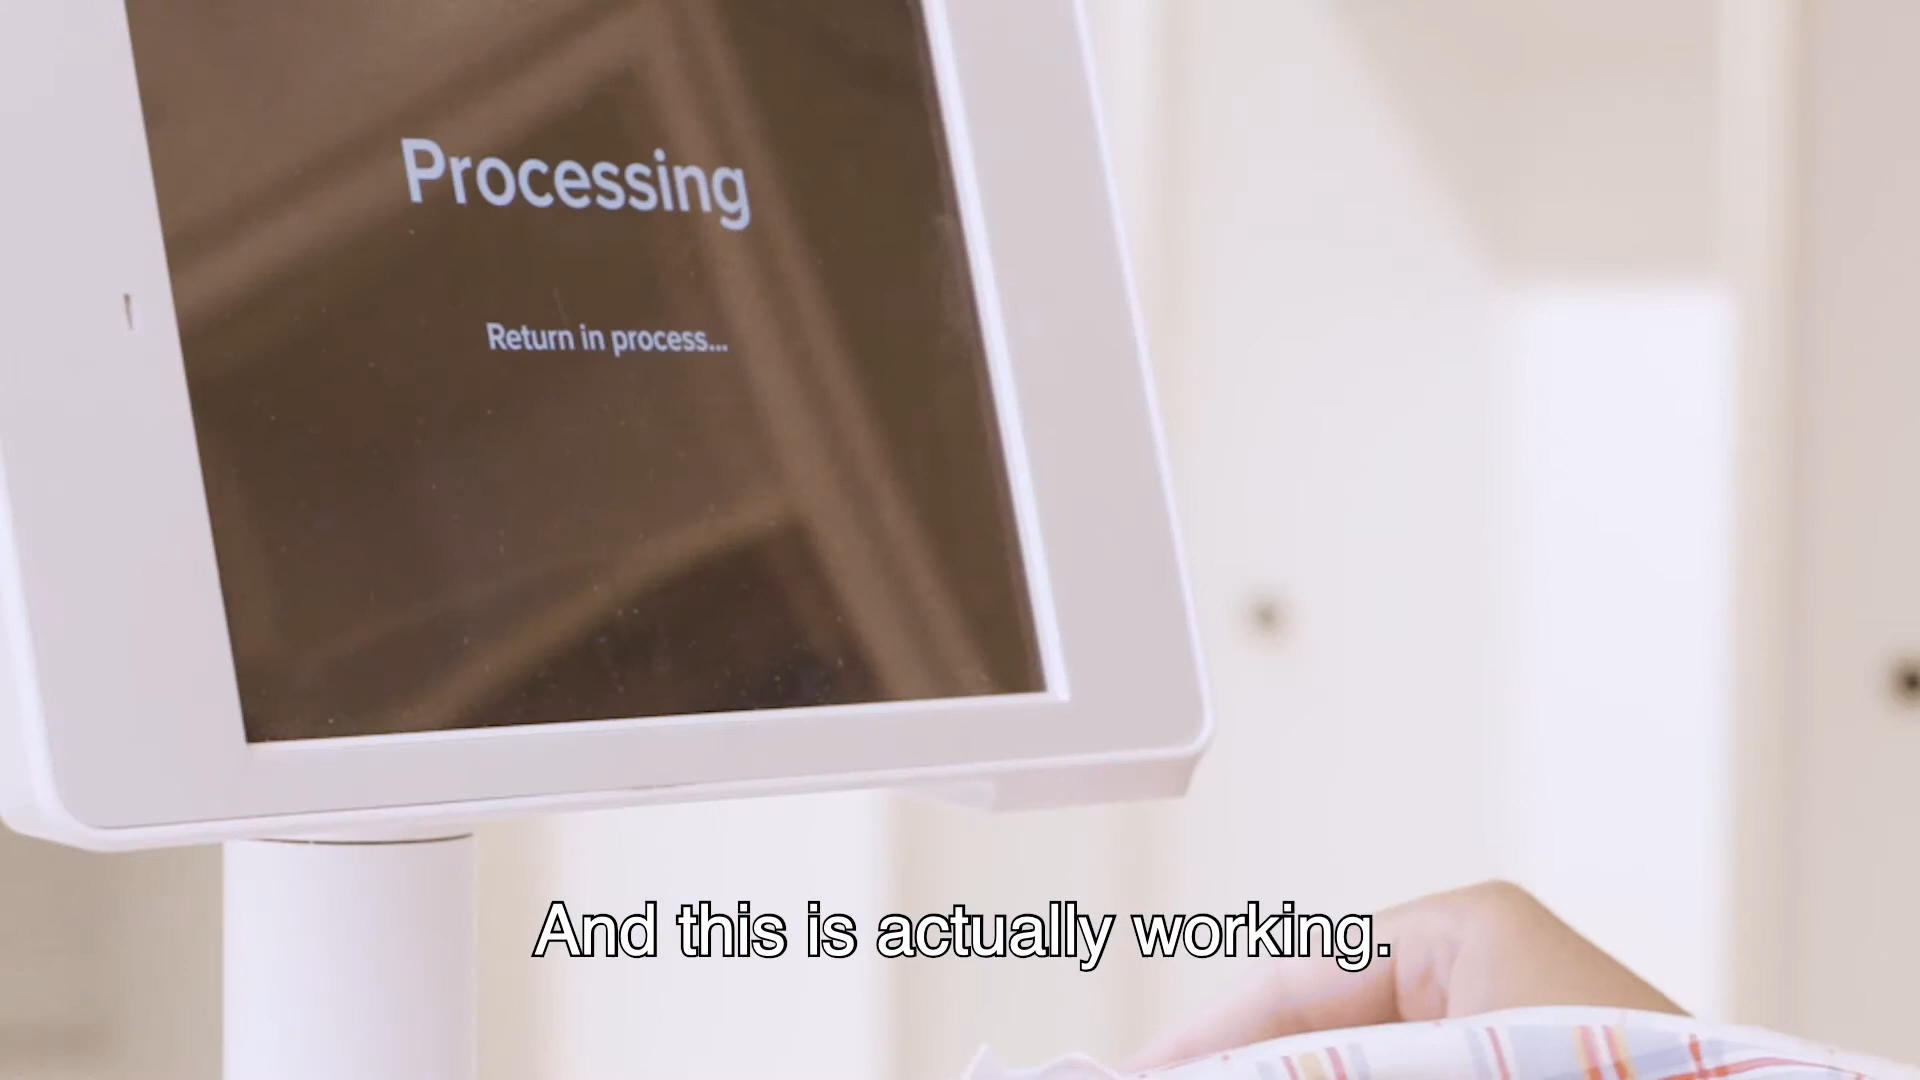 Processing
Return in process...
And this is actually working.